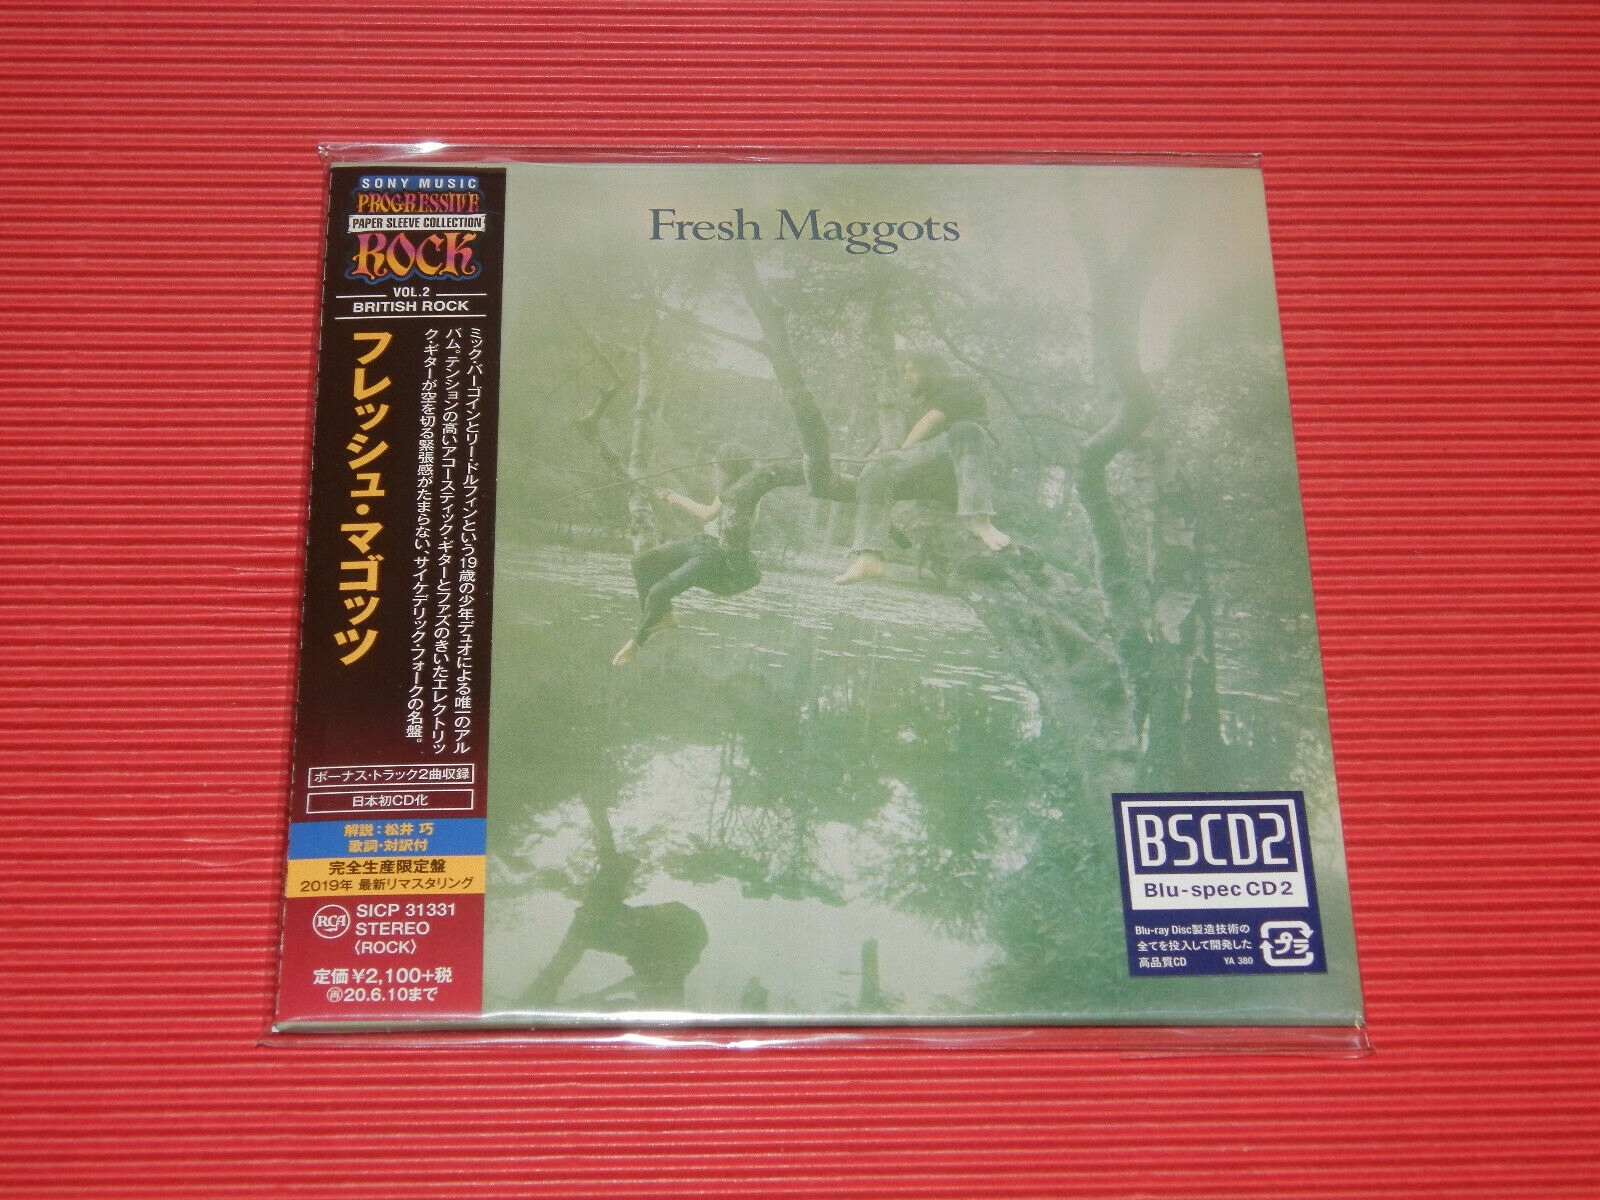 SONY MUSIC
PROGRESSIVE
PAPER SLEEVE COLLECTION
ROCK
VOL.2
BRITISH ROCK
フレッシュ・マゴッツ
ミック・バーゴインとリー・ドルフィンという19歳の少年デュオによる唯一のアル
バム。テンションの高いアコースティック・ギターとファズのきいたエレクトリッ
ク・ギターが空を切る緊張感がたまらない、サイケデリック・フォークの名盤。
ボーナス・トラック2曲収録
日本初CD化
解説：松井 巧
歌詞・対訳付
完全生産限定盤
2019年 最新リマスタリング
RCA
SICP 31331
STEREO
〈ROCK〉
定価¥2,100+税
㊢20.6.10まで
Fresh Maggots
BSCD2
Blu-spec CD 2
Blu-ray Disc製造技術の
全てを投入して開発した
高品質CD YA 380
プラ